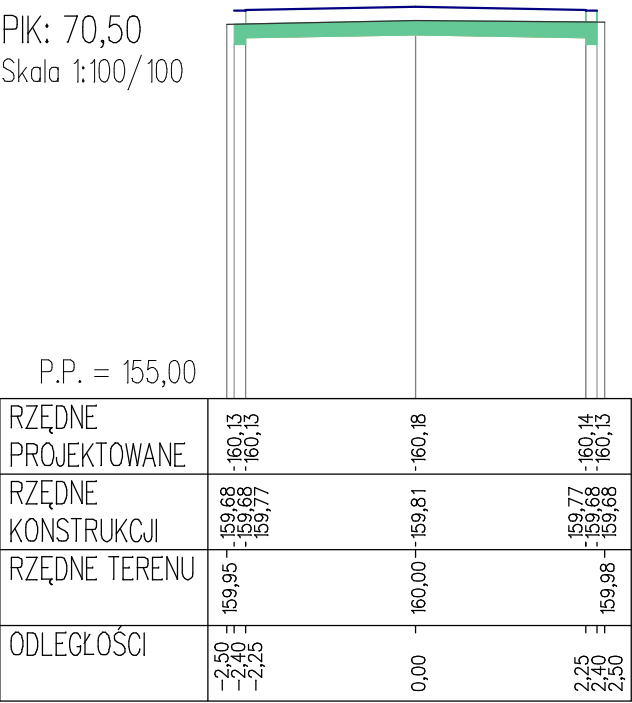 PIK: 70,50
Skala 1:100/100
P.P. = 155,00
RZĘDNE
PROJEKTOWANE
160,13
160,13
160,18
160,14
160,13
RZĘDNE
KONSTRUKCJI
159,68
159,68
159,77
159,81
159,77
159,68
159,68
RZĘDNE TERENU
159,95
160,00
159,98
ODLEGŁOŚCI
-2,50
-2,40
-2,25
0,00
2,25
2,40
2,50